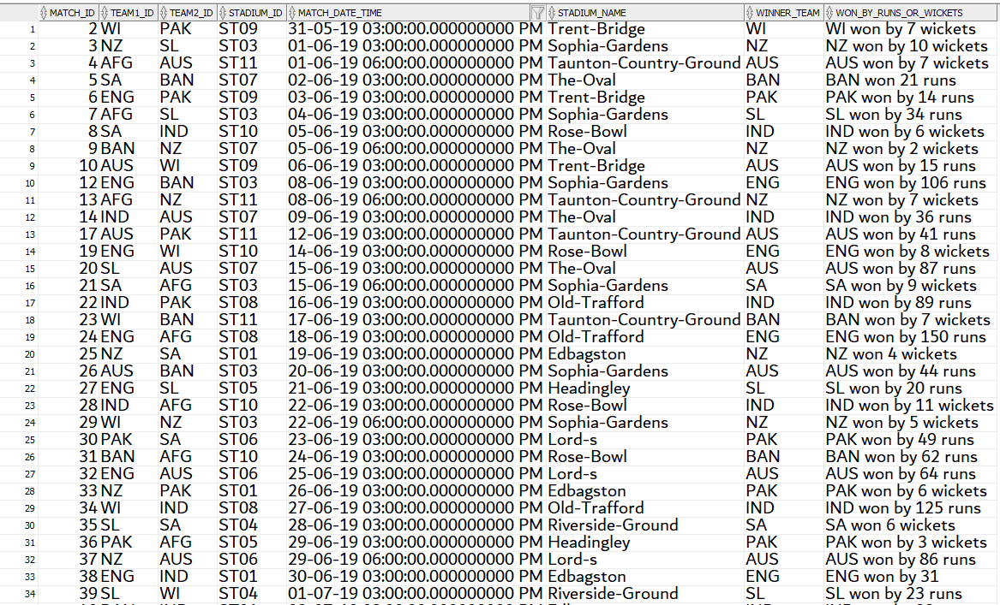 MATCH_ID TEAM1_ID TEAM2_ID STADIUM_ID MATCH_DATE_TIME STADIUM_NAME WINNER_TEAM WON_BY_RUNS_OR_WICKETS
1 2 WI PAK ST09 31-05-19 03:00:00.000000000 PM Trent-Bridge WI WI won by 7 wickets
2 3 NZ SL ST03 01-06-19 03:00:00.000000000 PM Sophia-Gardens NZ NZ won by 10 wickets
3 4 AFG AUS ST11 01-06-19 06:00:00.000000000 PM Taunton-Country-Ground AUS AUS won by 7 wickets
4 5 SA BAN ST07 02-06-19 03:00:00.000000000 PM The-Oval BAN BAN won 21 runs
5 6 ENG PAK ST09 03-06-19 03:00:00.000000000 PM Trent-Bridge PAK PAK won by 14 runs
6 7 AFG SL ST03 04-06-19 03:00:00.000000000 PM Sophia-Gardens SL SL won by 34 runs
7 8 SA IND ST10 05-06-19 03:00:00.000000000 PM Rose-Bowl IND IND won by 6 wickets
8 9 BAN NZ ST07 05-06-19 06:00:00.000000000 PM The-Oval NZ NZ won by 2 wickets
9 10 AUS WI ST09 06-06-19 03:00:00.000000000 PM Trent-Bridge AUS AUS won by 15 runs
10 12 ENG BAN ST03 08-06-19 03:00:00.000000000 PM Sophia-Gardens ENG ENG won by 106 runs
11 13 AFG NZ ST11 08-06-19 06:00:00.000000000 PM Taunton-Country-Ground NZ NZ won by 7 wickets
12 14 IND AUS ST07 09-06-19 03:00:00.000000000 PM The-Oval IND IND won by 36 runs
13 17 AUS PAK ST11 12-06-19 03:00:00.000000000 PM Taunton-Country-Ground AUS AUS won by 41 runs
14 19 ENG WI ST10 14-06-19 03:00:00.000000000 PM Rose-Bowl ENG ENG won by 8 wickets
15 20 SL AUS ST07 15-06-19 03:00:00.000000000 PM The-Oval AUS AUS won by 87 runs
16 21 SA AFG ST03 15-06-19 06:00:00.000000000 PM Sophia-Gardens SA SA won by 9 wickets
17 22 IND PAK ST08 16-06-19 03:00:00.000000000 PM Old-Trafford IND IND won by 89 runs
18 23 WI BAN ST11 17-06-19 03:00:00.000000000 PM Taunton-Country-Ground BAN BAN won by 7 wickets
19 24 ENG AFG ST08 18-06-19 03:00:00.000000000 PM Old-Trafford ENG ENG won by 150 runs
20 25 NZ SA ST01 19-06-19 03:00:00.000000000 PM Edbagston NZ NZ won 4 wickets
21 26 AUS BAN ST03 20-06-19 03:00:00.000000000 PM Sophia-Gardens AUS AUS won by 44 runs
22 27 ENG SL ST05 21-06-19 03:00:00.000000000 PM Headingley SL SL won by 20 runs
23 28 IND AFG ST10 22-06-19 03:00:00.000000000 PM Rose-Bowl IND IND won by 11 wickets
24 29 WI NZ ST03 22-06-19 06:00:00.000000000 PM Sophia-Gardens NZ NZ won by 5 wickets
25 30 PAK SA ST06 23-06-19 03:00:00.000000000 PM Lord-s PAK PAK won by 49 runs
26 31 BAN AFG ST10 24-06-19 03:00:00.000000000 PM Rose-Bowl BAN BAN won by 62 runs
27 32 ENG AUS ST06 25-06-19 03:00:00.000000000 PM Lord-s AUS AUS won by 64 runs
28 33 NZ PAK ST01 26-06-19 03:00:00.000000000 PM Edbagston PAK PAK won by 6 wickets
29 34 WI IND ST08 27-06-19 03:00:00.000000000 PM Old-Trafford IND IND won by 125 runs
30 35 SL SA ST04 28-06-19 03:00:00.000000000 PM Riverside-Ground SA SA won 6 wickets
31 36 PAK AFG ST05 29-06-19 03:00:00.000000000 PM Headingley PAK PAK won by 3 wickets
32 37 NZ AUS ST06 29-06-19 06:00:00.000000000 PM Lord-s AUS AUS won by 86 runs
33 38 ENG IND ST01 30-06-19 03:00:00.000000000 PM Edbagston ENG ENG won by 31
34 39 SL WI ST04 01-07-19 03:00:00.000000000 PM Riverside-Ground SL SL won by 23 runs